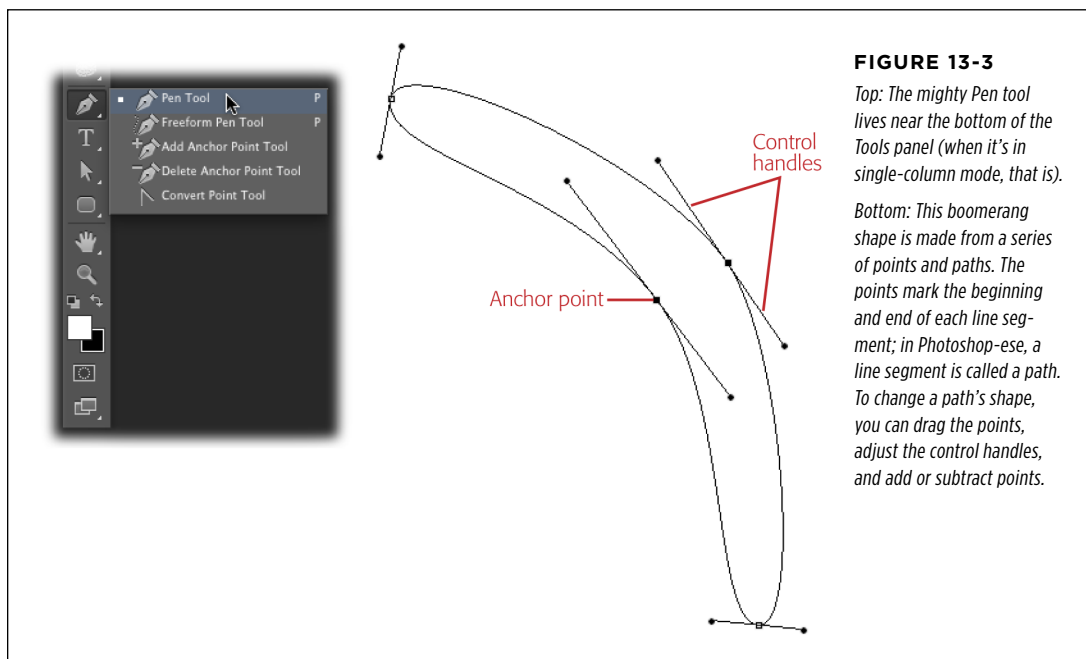 Pen Tool P
Freeform Pen Tool P
Add Anchor Point Tool
Delete Anchor Point Tool
Convert Point Tool
T
Control
handles
Anchor point
FIGURE 13-3
Top: The mighty Pen tool
lives near the bottom of the
Tools panel (when it’s in
single-column mode, that is).
Bottom: This boomerang
shape is made from a series
of points and paths. The
points mark the beginning
and end of each line seg-
ment; in Photoshop-ese, a
line segment is called a path.
To change a path’s shape,
you can drag the points,
adjust the control handles,
and add or subtract points.